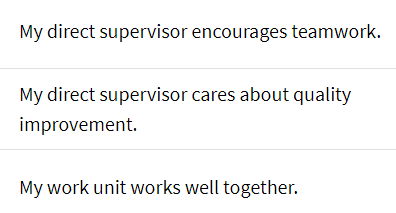 My direct supervisor encourages teamwork.
My direct supervisor cares about quality
improvement.
My work unit works well together.